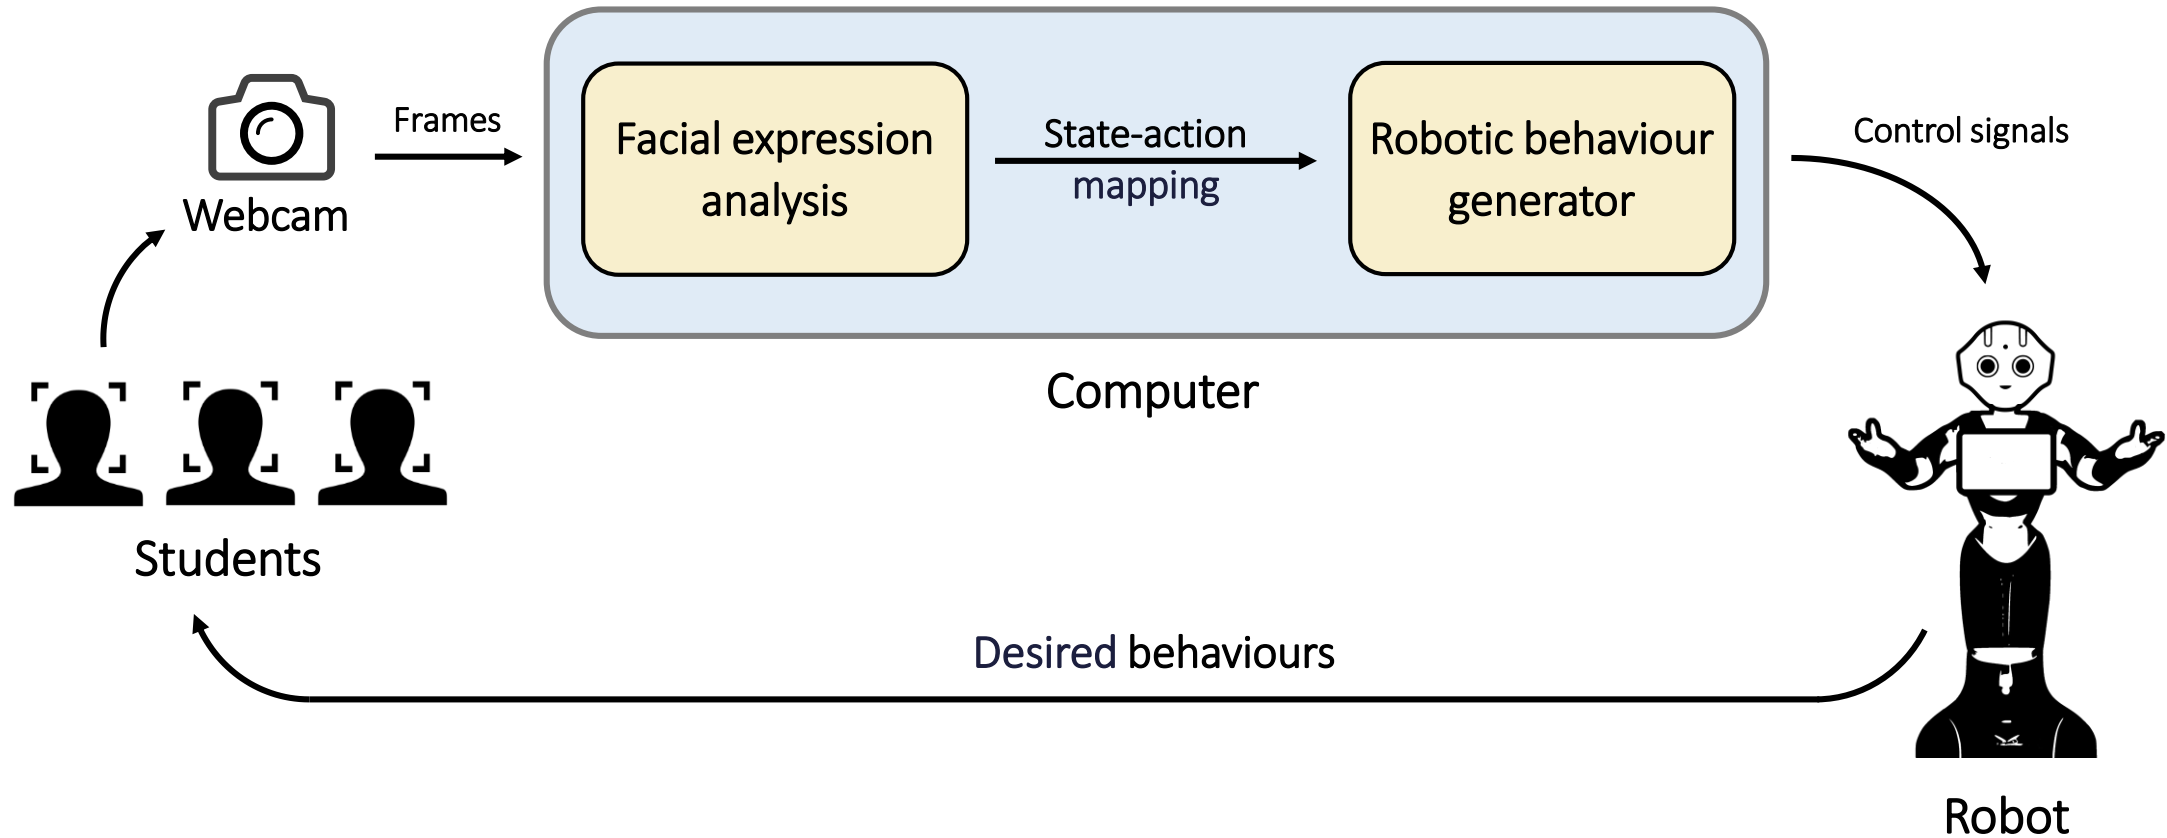 Frames
Webcam
Facial expression
analysis
State-action
mapping
Robotic behaviour
generator
Control signals
Computer
Students
Desired behaviours
Robot